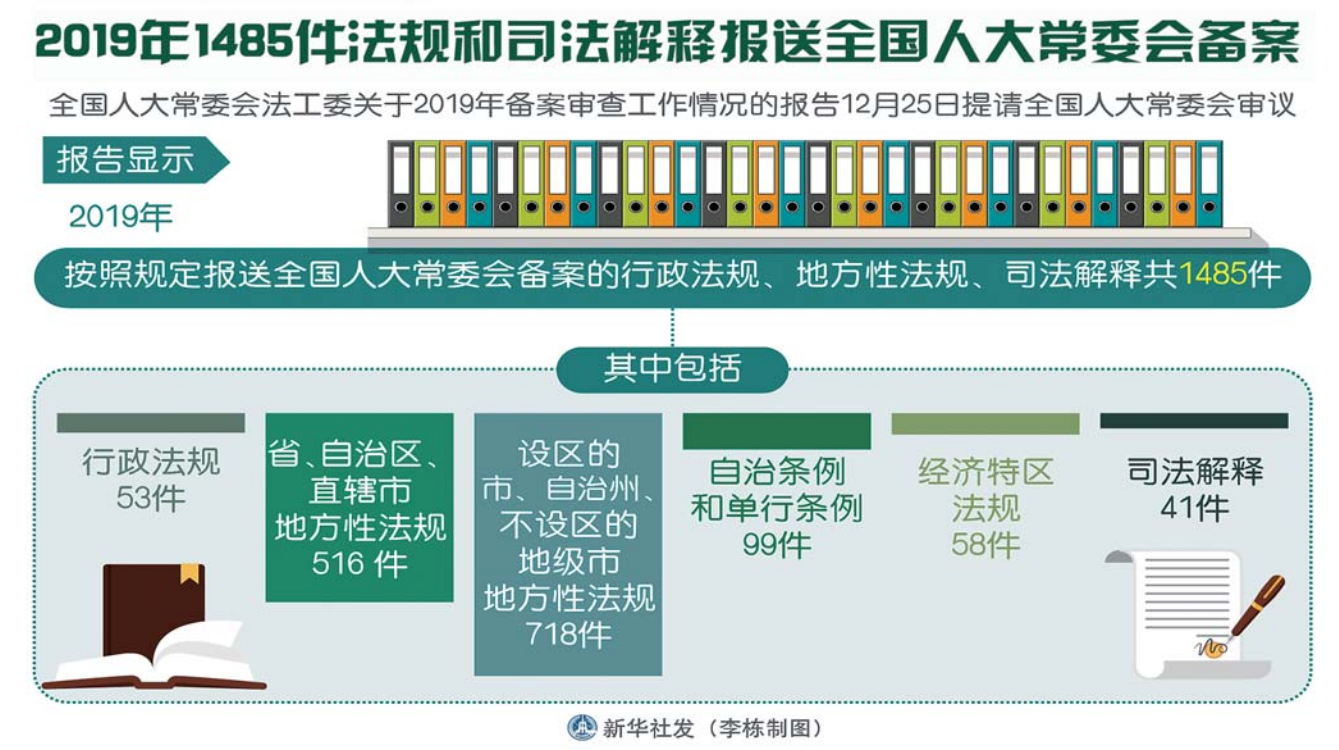 2019年1485件法规和司法解释报送全国人大常委会备案
全国人大常委会法工委关于2019年备案审查工作情况的报告12月25日提请全国人大常委会审议
报告显示
2019年
按照规定报送全国人大常委会备案的行政法规、地方性法规、司法解释共1485件
其中包括
行政法规
53件
省、自治区、
直辖市
地方性法规
516 件
设区的
市、自治州、
不设区的
地级市
地方性法规
718件
自治条例
和单行条例
99件
经济特区
法规
58件
司法解释
41件
新华社发（李栋制图）